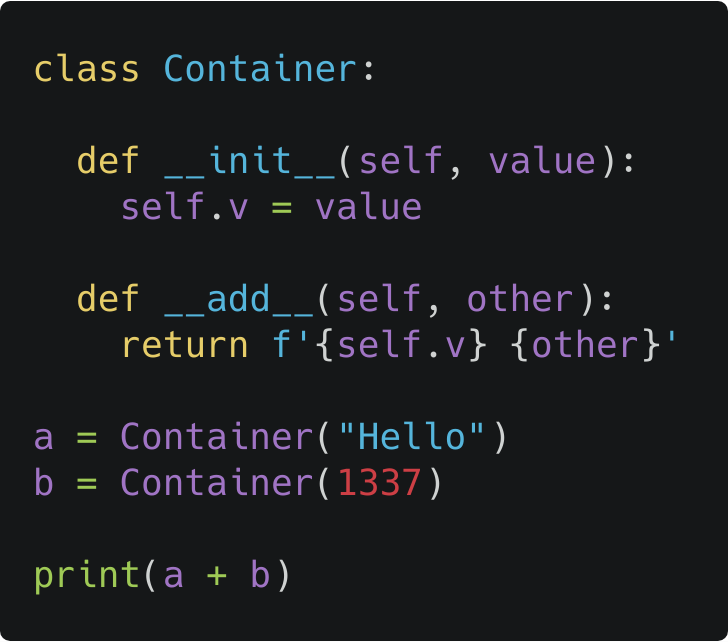 class Container:

  def __init__(self, value):
    self.v = value

  def __add__(self, other):
    return f'{self.v} {other}'

a = Container("Hello")
b = Container(1337)

print(a + b)